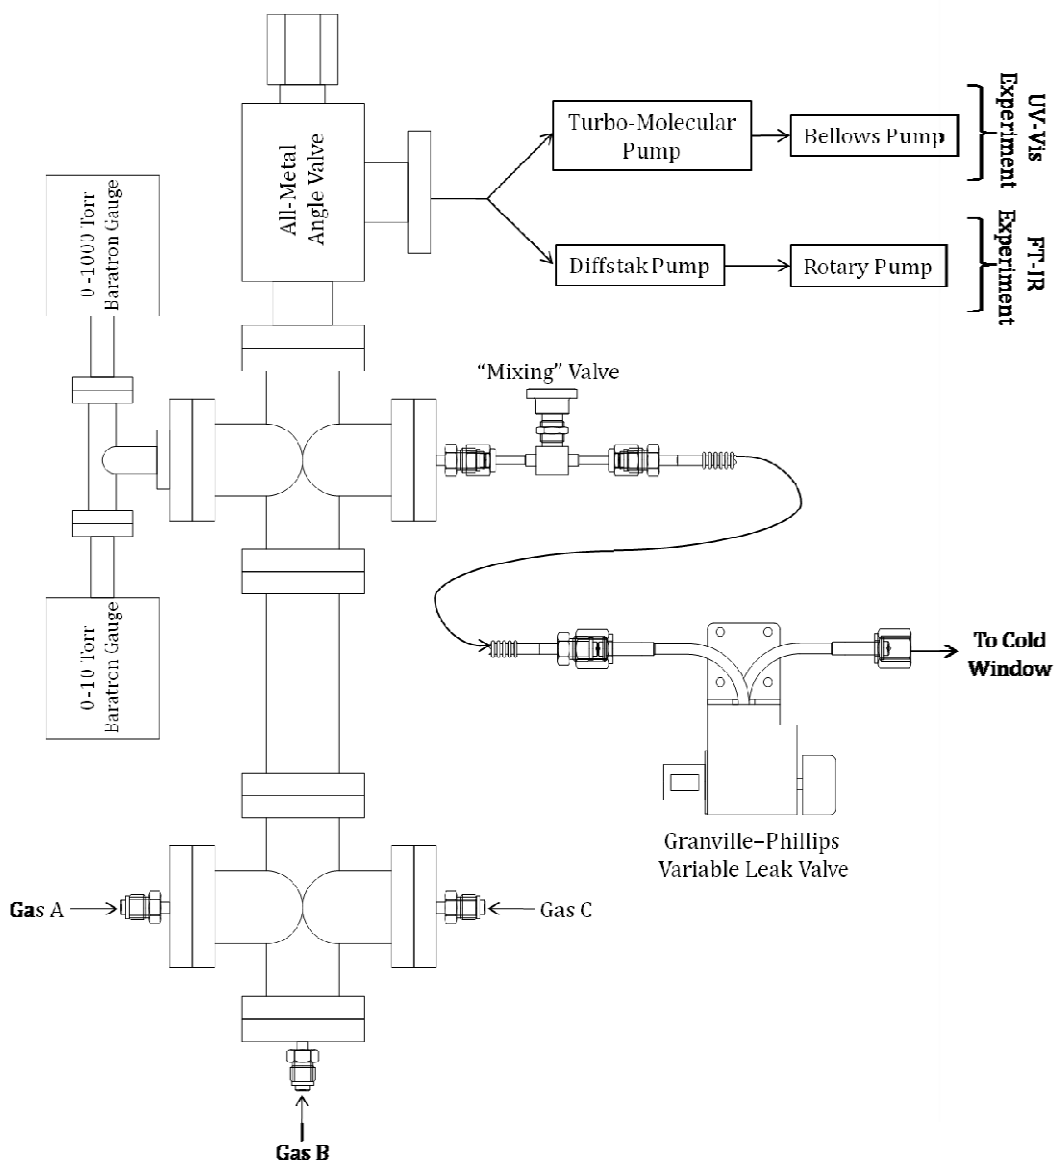 Turbo-Molecular
Pump
Bellows Pump
UV-Vis
Experiment
All-Metal
Angle Valve
0-1000 Torr
Baratron Gauge
Diffstak Pump
Rotary Pump
FT-IR
Experiment
“Mixing” Valve
0-10 Torr
Baratron Gauge
To Cold
Window
Granville–Phillips
Variable Leak Valve
Gas A
Gas C
Gas B